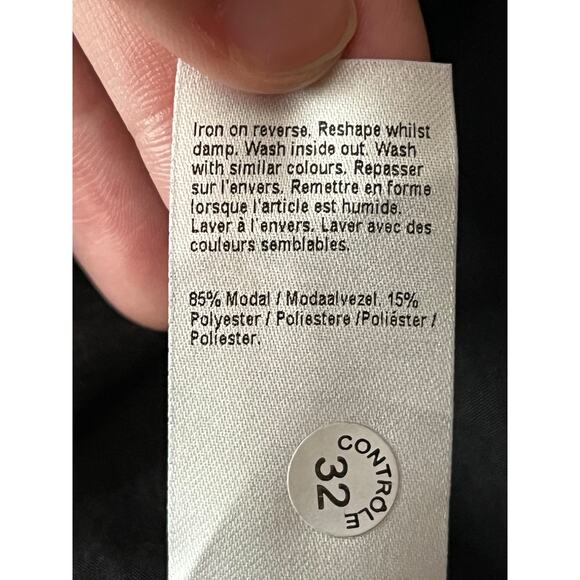 Iron on reverse. Reshape whilst
damp. Wash inside out. Wash
with similar colours. Repasser
sur l'envers. Remettre en forme
lorsque l'article est humide.
Laver à l'envers. Laver avec des
couleurs semblables.
85% Modal / Modaalvezel. 15%
Polyester / Poliestere /Poliéster /
Poliester.
CONTROLE
32